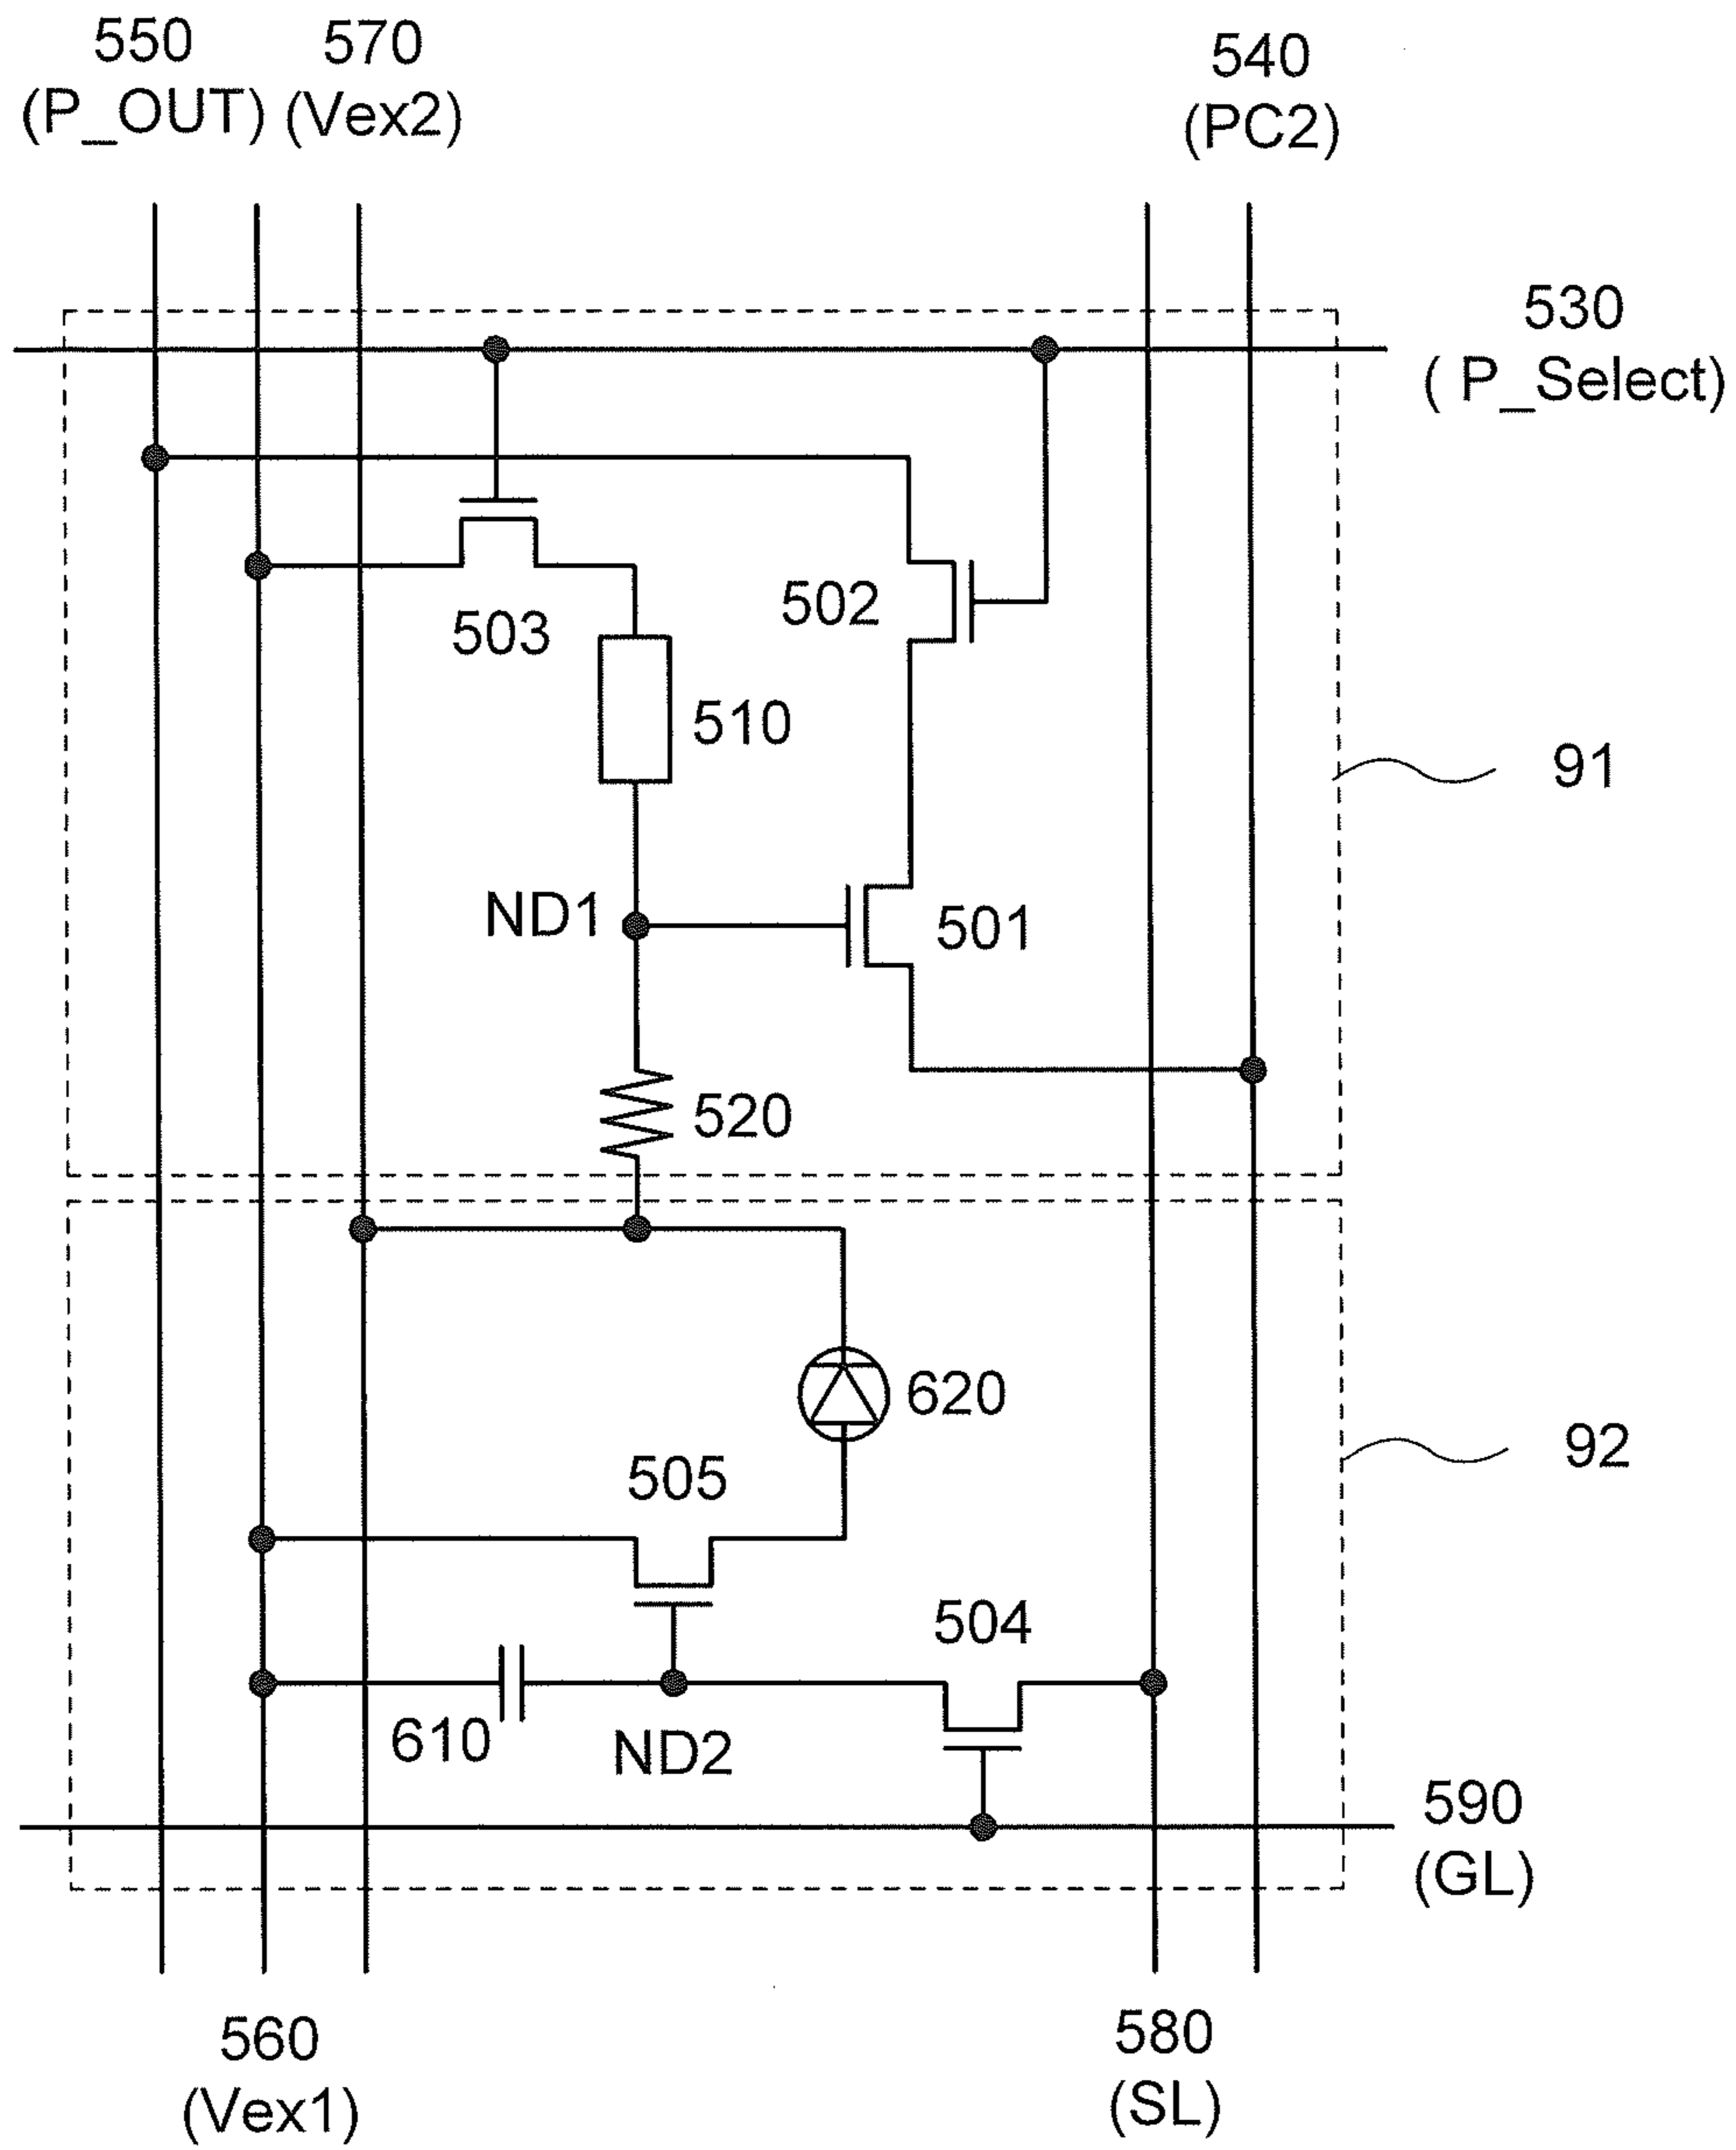 550
(P_OUT)
570
(Vex2)
540
(PC2)
530
( P_Select)
503
502
510
91
ND1
501
520
620
92
505
504
610
ND2
590
(GL)
560
(Vex1)
580
(SL)